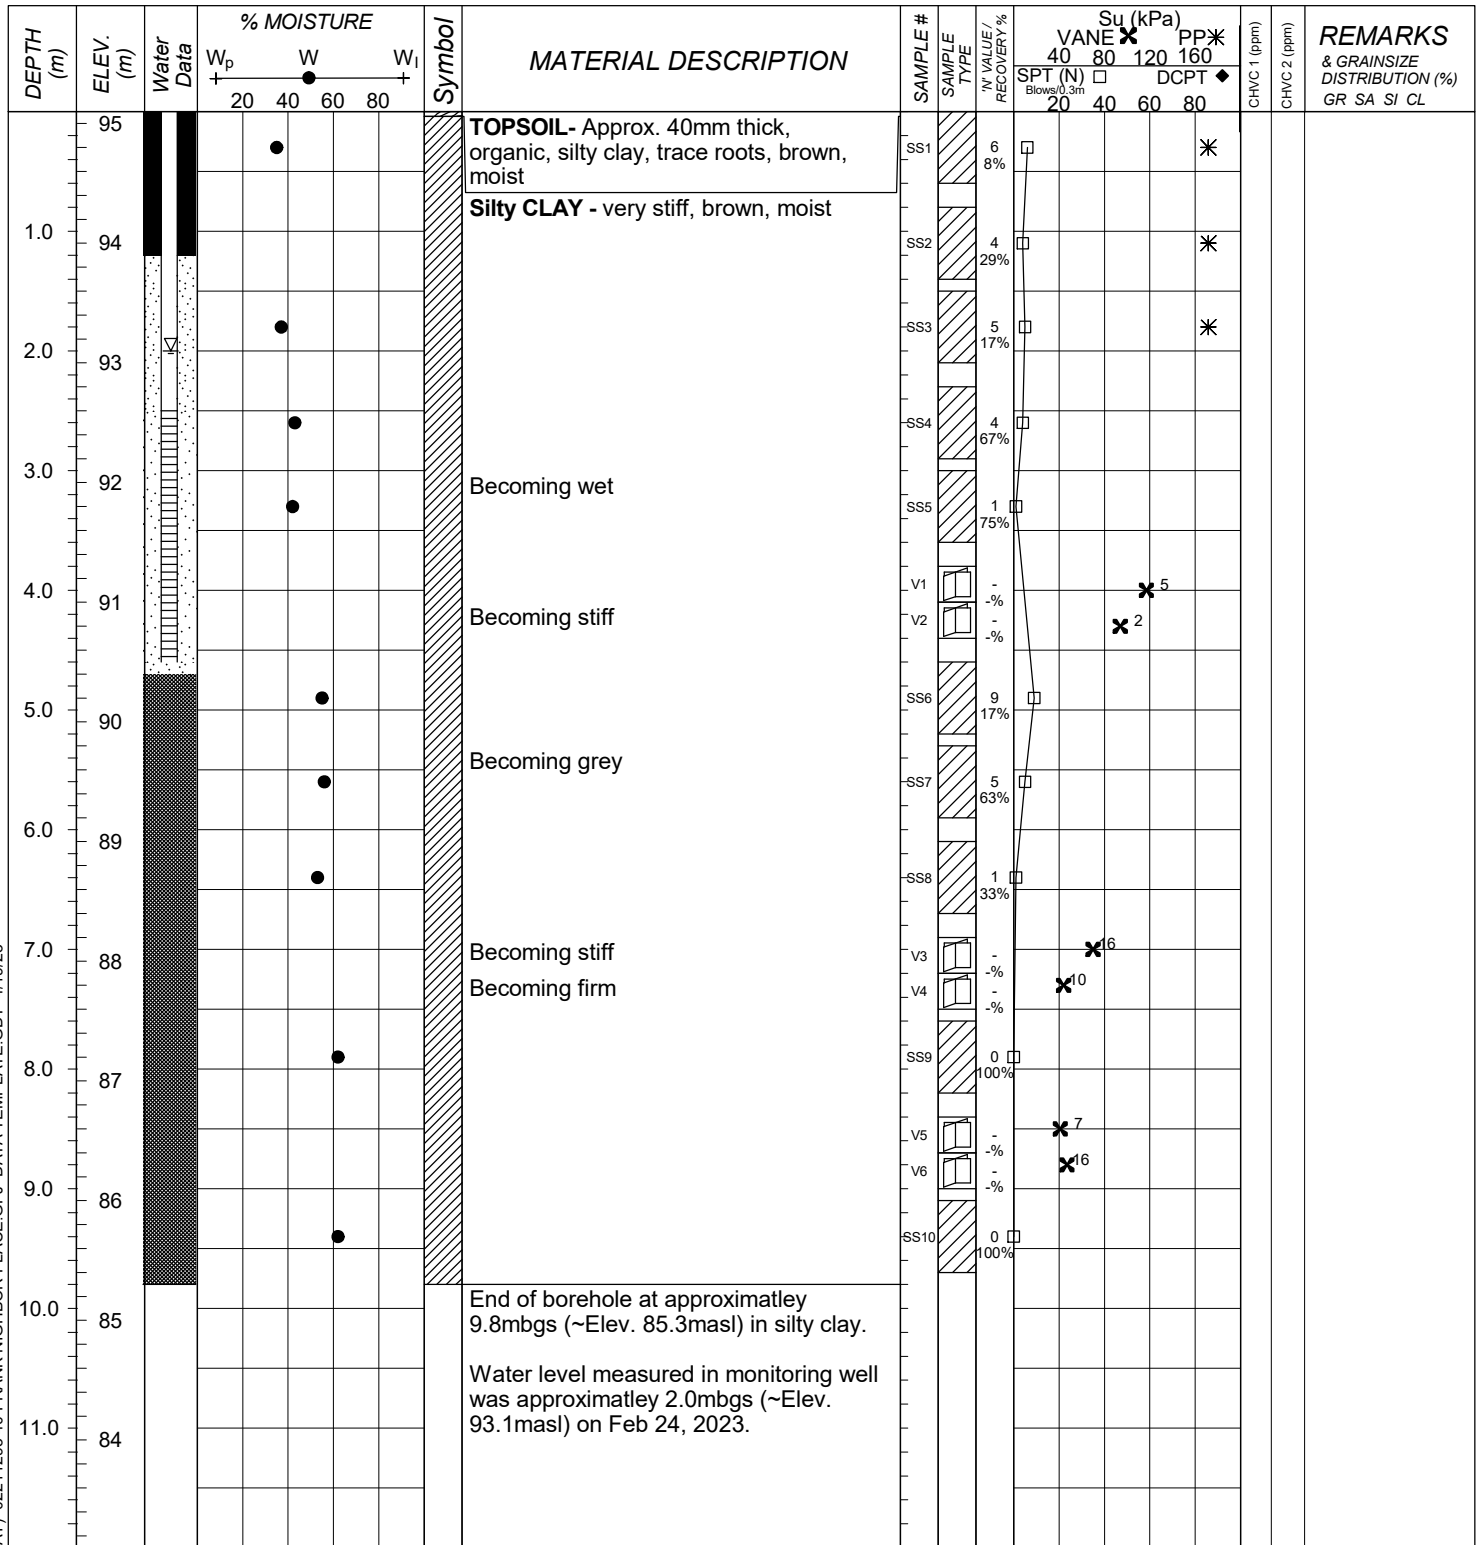 DEPTH (m)
ELEV. (m)
Water Data
% MOISTURE
Wp W Wl
20 40 60 80
Symbol
MATERIAL DESCRIPTION
SAMPLE #
SAMPLE TYPE
'N' VALUE / RECOVERY %
Su (kPa)
VANE PP
40 80 120 160
SPT (N) DCPT
Blows/0.3m
20 40 60 80
CHVC 1 (ppm)
CHVC 2 (ppm)
REMARKS
& GRAINSIZE
DISTRIBUTION (%)
GR SA SI CL
95
TOPSOIL- Approx. 40mm thick,
organic, silty clay, trace roots, brown,
moist
SS1 6
8%
Silty CLAY - very stiff, brown, moist
1.0
94
SS2 4
29%
SS3 5
17%
2.0
93
SS4 4
67%
3.0
92
Becoming wet
SS5 1
75%
4.0
V1 -
-%
5
91
Becoming stiff
V2 -
-%
2
SS6 9
17%
5.0
90
Becoming grey
SS7 5
63%
6.0
89
SS8 1
33%
7.0
88
Becoming stiff
V3 -
-%
16
Becoming firm
V4 -
-%
10
SS9 0
100%
8.0
87
V5 -
-%
7
V6 -
-%
16
9.0
86
SS10 0
100%
End of borehole at approximatley
9.8mbgs (~Elev. 85.3masl) in silty clay.
10.0
85
Water level measured in monitoring well
was approximatley 2.0mbgs (~Elev.
93.1masl) on Feb 24, 2023.
11.0
84